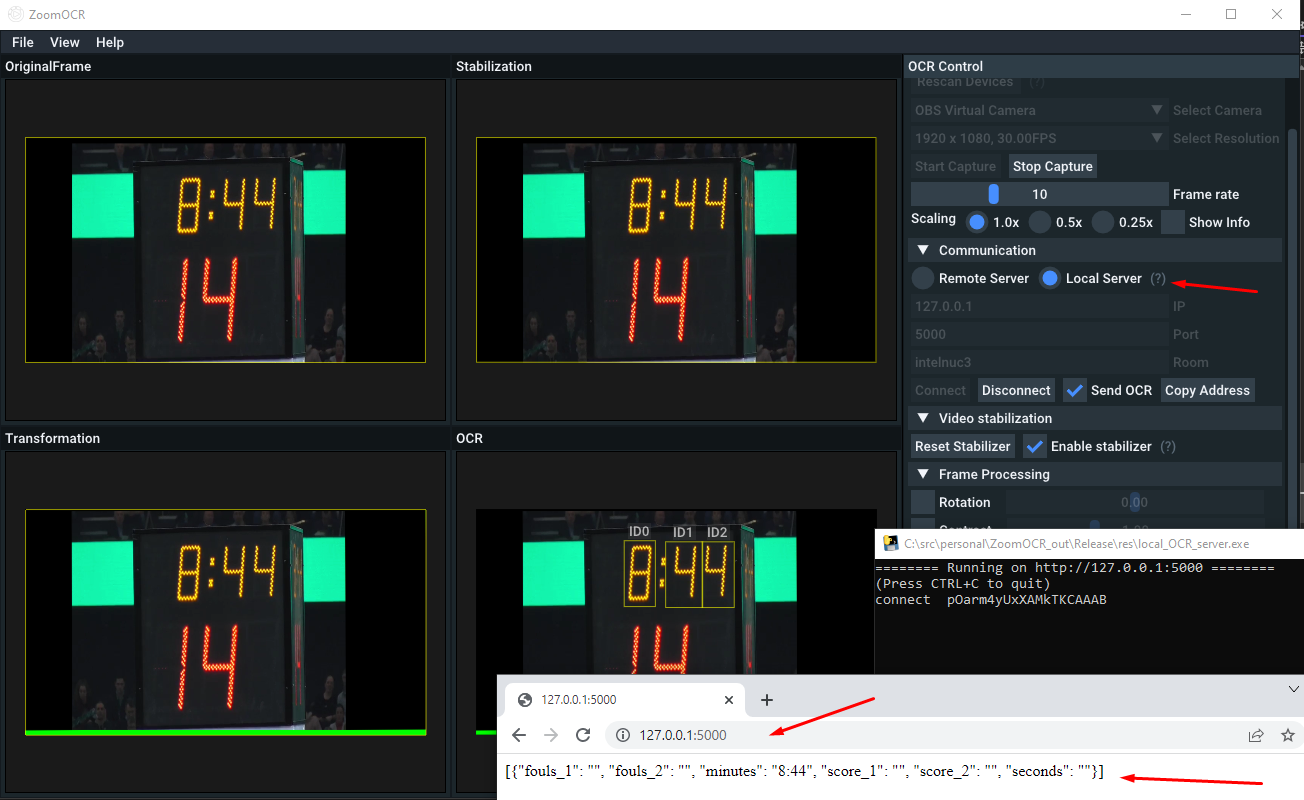 ZoomOCR
File View Help
OriginalFrame
8:44
14
Stabilization
8:44
14
Transformation
8:44
14
OCR
ID0 ID1 ID2
8:44
14
OCR Control
Rescan Devices (?)
OBS Virtual Camera Select Camera
1920 x 1080, 30.00FPS Select Resolution
Start Capture Stop Capture
10 Frame rate
Scaling 1.0x 0.5x 0.25x Show Info
Communication
Remote Server Local Server (?)
127.0.0.1 IP
5000 Port
intelnuc3 Room
Connect Disconnect Send OCR Copy Address
Video stabilization
Reset Stabilizer Enable stabilizer (?)
Frame Processing
Rotation 0.00
Contrast 1.00
C:\src\personal\ZoomOCR_out\Release\res\local_OCR_server.exe
======== Running on http://127.0.0.1:5000 ========
(Press CTRL+C to quit)
connect pOarm4yUxXAMkTKCAAAB
127.0.0.1:5000
127.0.0.1:5000
[{"fouls_1": "", "fouls_2": "", "minutes": "8:44", "score_1": "", "score_2": "", "seconds": ""}]